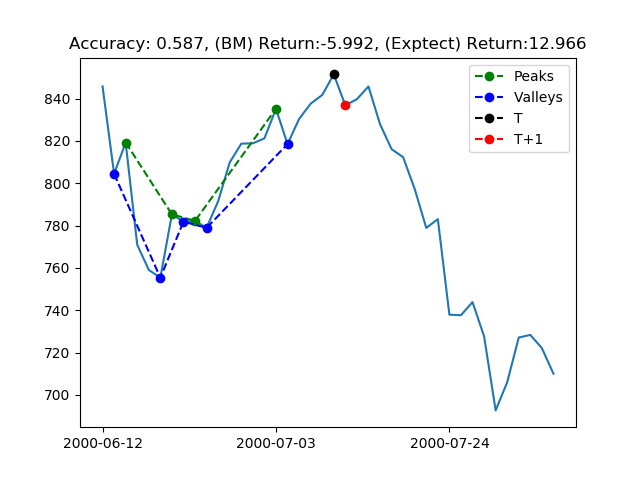 Accuracy: 0.587, (BM) Return:-5.992, (Exptect) Return:12.966
Peaks
Valleys
T
T+1
840
820
800
780
760
740
720
700
2000-06-12
2000-07-03
2000-07-24